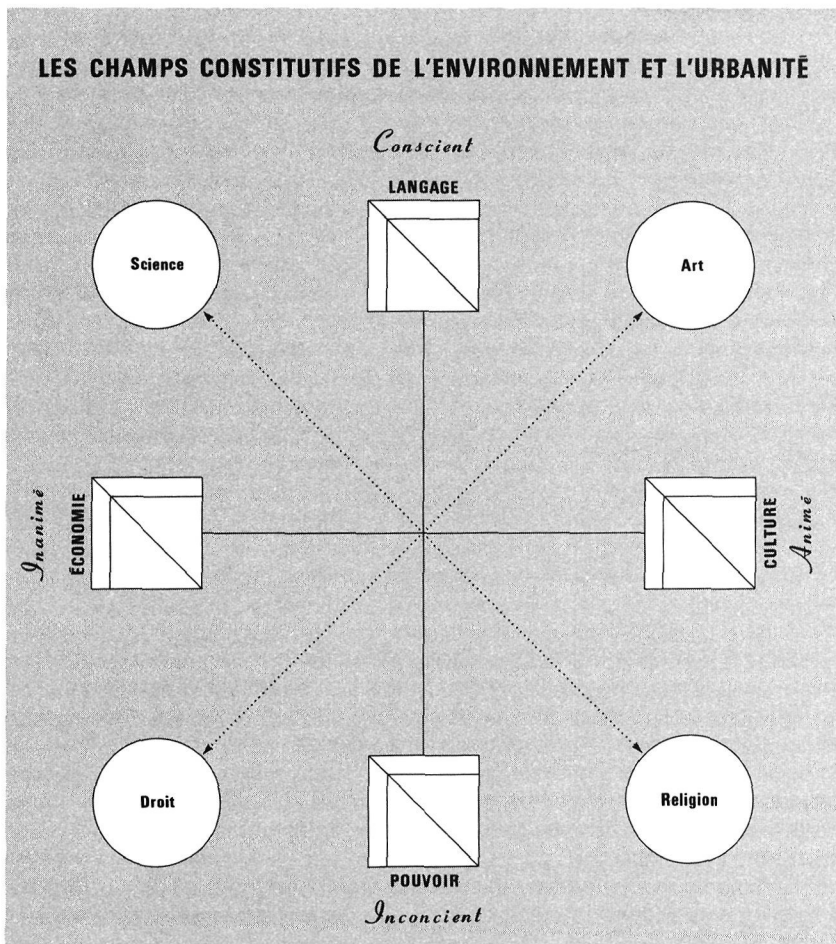 LES CHAMPS CONSTITUTIFS DE L'ENVIRONNEMENT ET L'URBANITÉ
Conscient
LANGAGE
Science
Art
Inanimé
ÉCONOMIE
CULTURE
Animé
Droit
Religion
POUVOIR
Inconcient